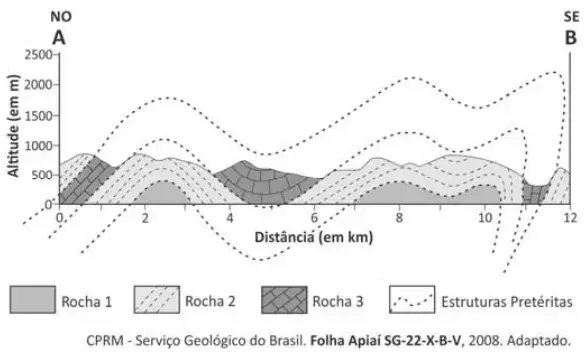 NO
SE
A
B
Altitude (em m)
2500
2000
1500
1000
500
0
0
2
4
6
8
10
12
Distância (em km)
Rocha 1
Rocha 2
Rocha 3
Estruturas Pretéritas
CPRM - Serviço Geológico do Brasil. Folha Apiaí SG-22-X-B-V, 2008. Adaptado.